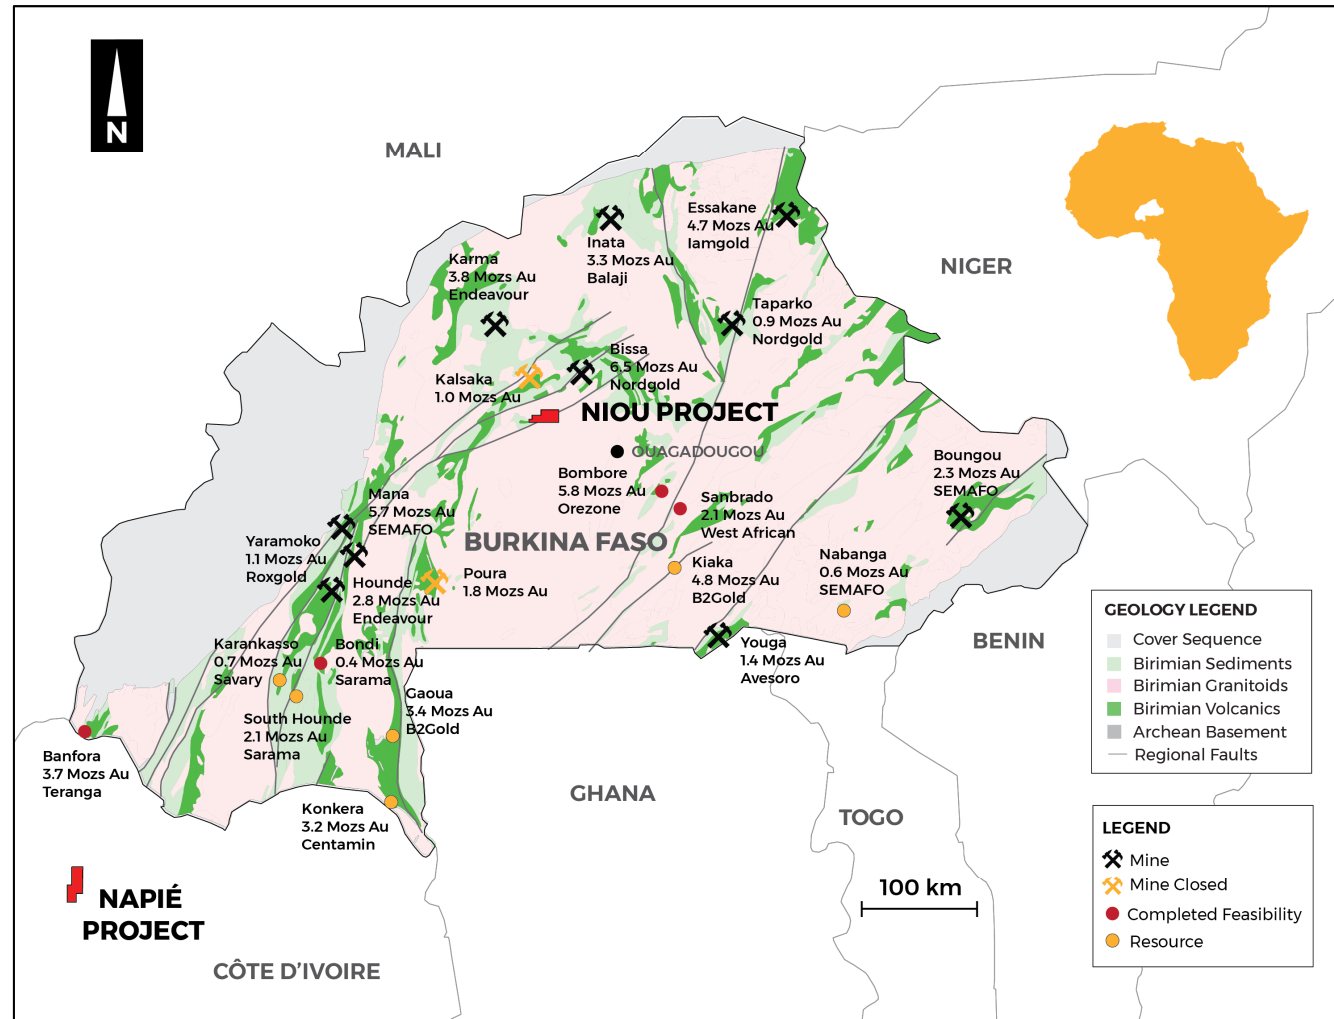 N
MALI
NIGER
Essakane
4.7 Mozs Au
Iamgold
Inata
3.3 Mozs Au
Balaji
Karma
3.8 Mozs Au
Endeavour
Taparko
0.9 Mozs Au
Nordgold
Bissa
6.5 Mozs Au
Nordgold
Kalsaka
1.0 Mozs Au
NIOU PROJECT
OUAGADOUGOU
Bombore
5.8 Mozs Au
Orezone
Boungou
2.3 Mozs Au
SEMAFO
Mana
5.7 Mozs Au
SEMAFO
Sanbrado
2.1 Mozs Au
West African
BURKINA FASO
Yaramoko
1.1 Mozs Au
Roxgold
Hounde
2.8 Mozs Au
Endeavour
Poura
1.8 Mozs Au
Kiaka
4.8 Mozs Au
B2Gold
Nabanga
0.6 Mozs Au
SEMAFO
Karankasso
0.7 Mozs Au
Savary
Bondi
0.4 Mozs Au
Sarama
Youga
1.4 Mozs Au
Avesoro
BENIN
Gaoua
3.4 Mozs Au
B2Gold
South Hounde
2.1 Mozs Au
Sarama
Banfora
3.7 Mozs Au
Teranga
Konkera
3.2 Mozs Au
Centamin
GHANA
TOGO
NAPIÉ
PROJECT
CÔTE D'IVOIRE
100 km
GEOLOGY LEGEND
Cover Sequence
Birimian Sediments
Birimian Granitoids
Birimian Volcanics
Archean Basement
Regional Faults
LEGEND
Mine
Mine Closed
Completed Feasibility
Resource